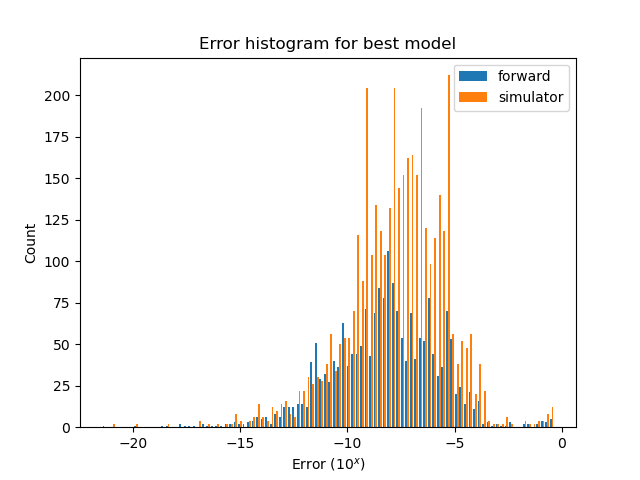 Error histogram for best model
forward
simulator
200
175
150
125
100
75
50
25
0
Count
−20 −15 −10 −5 0
Error (10^x)